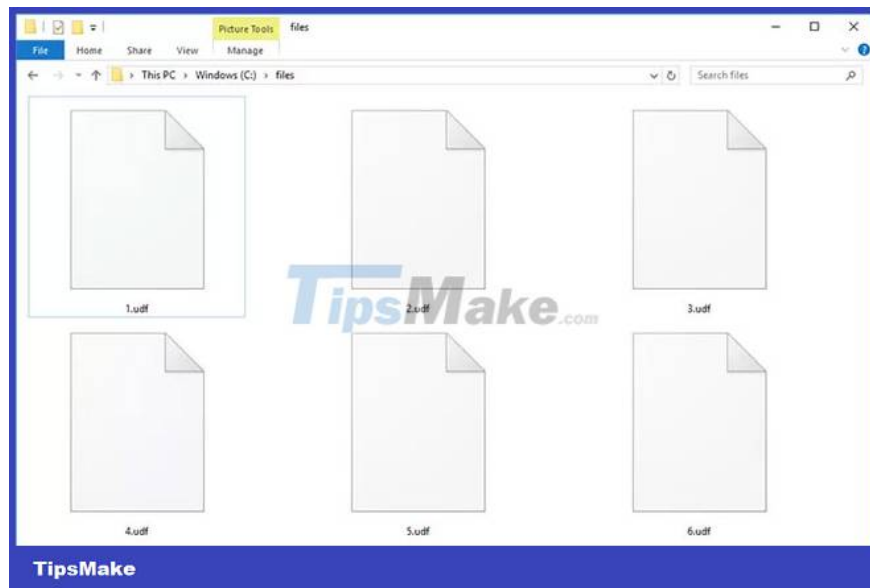 Picture Tools files
File Home Share View Manage
This PC > Windows (C:) > files
Search files
1.udf 2.udf 3.udf
TipsMake.com
4.udf 5.udf 6.udf
TipsMake